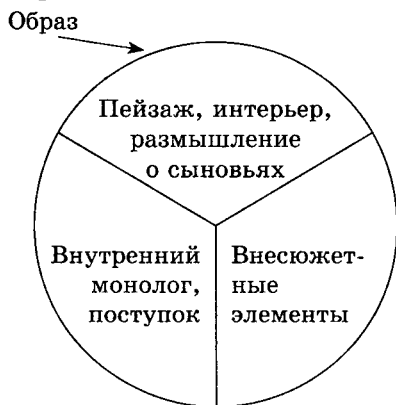 Образ
Пейзаж, интерьер,
размышление
о сыновьях
Внутренний
монолог,
поступок
Внесюжет-
ные
элементы